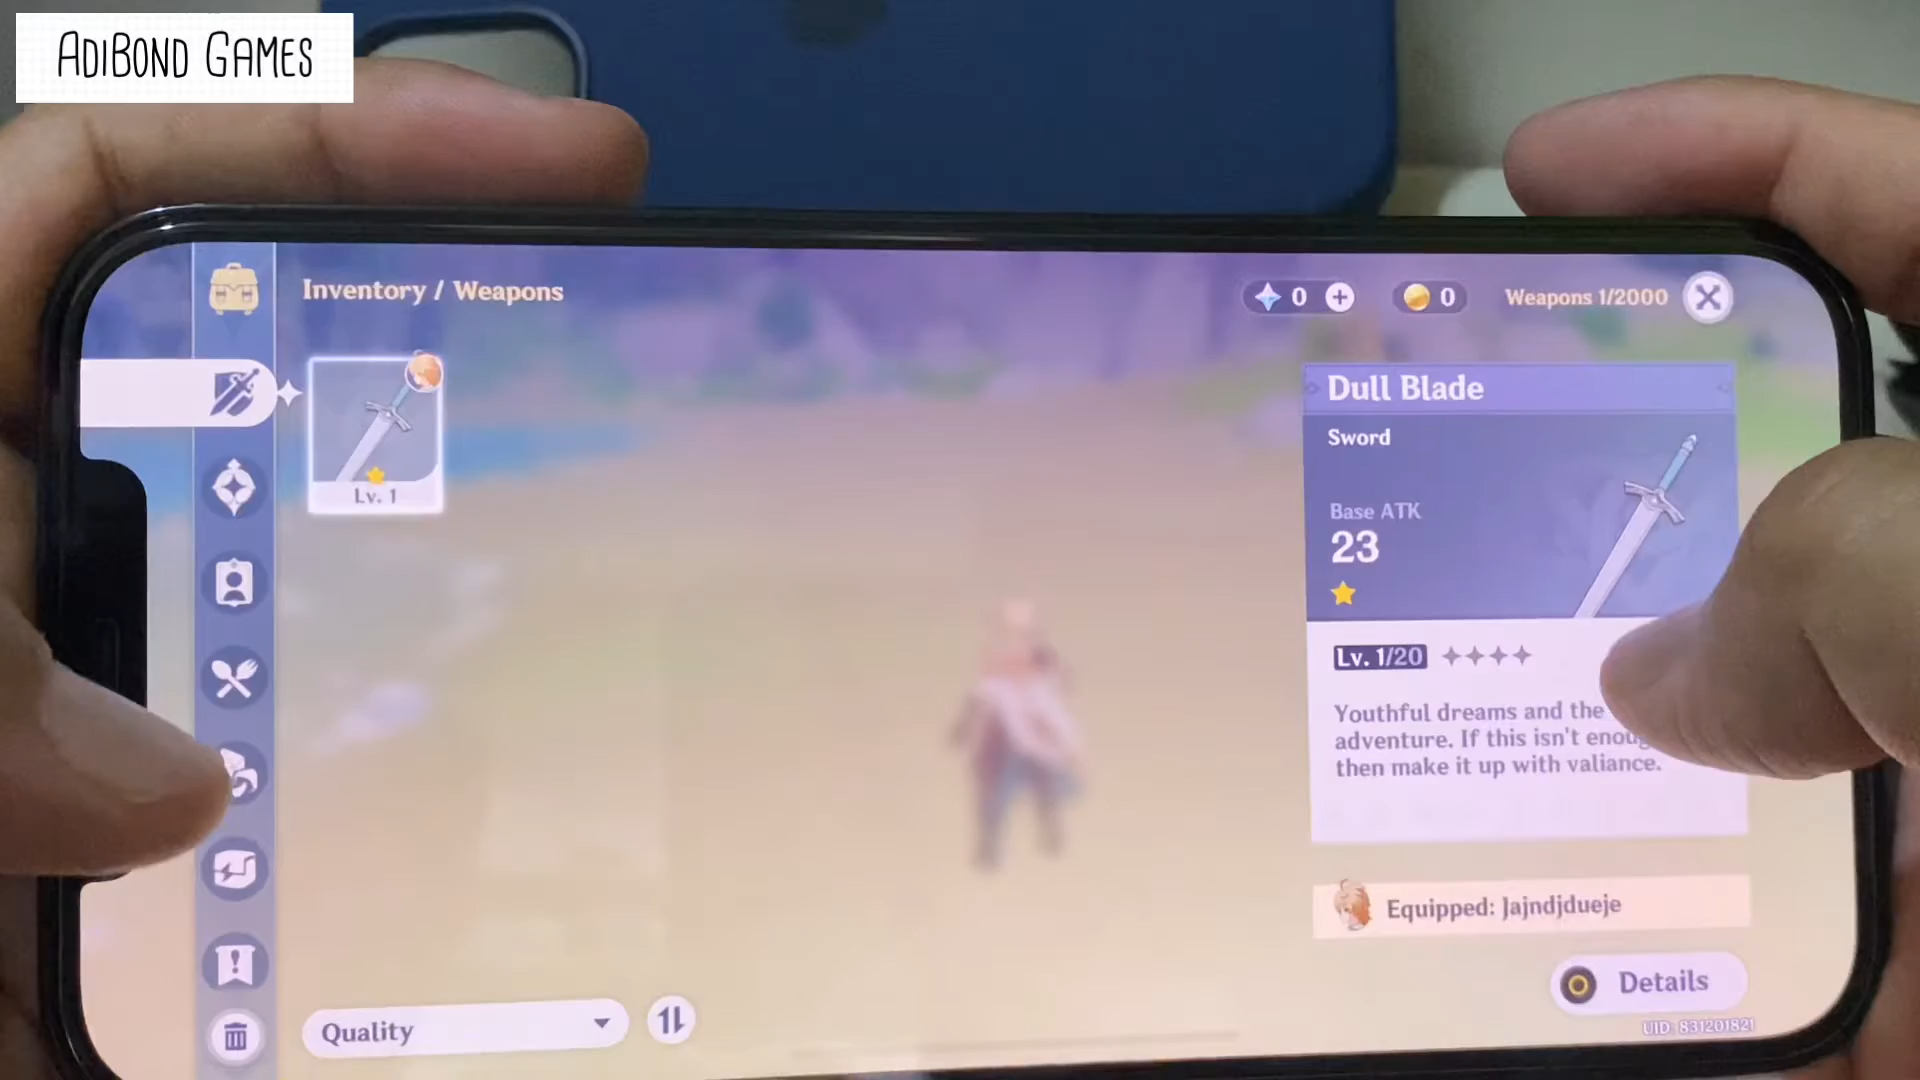 ADIBOND GAMES
Inventory / Weapons
0
0
Weapons 1/2000
Lv. 1
Dull Blade
Sword
Base ATK
23
Lv. 1/20
Youthful dreams and the
adventure. If this isn't
then make it up with valiance.
Equipped: Jajndjdueje
Details
UID: 831201821
Quality